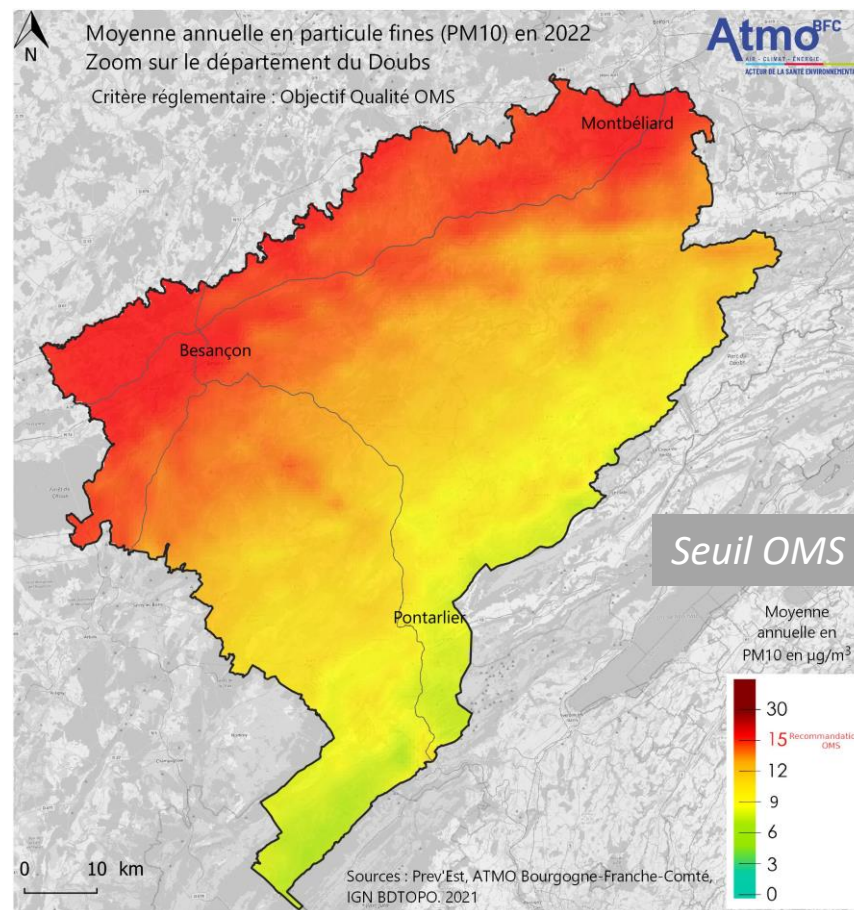 Moyenne annuelle en particule fines (PM10) en 2022
Zoom sur le département du Doubs
Critère réglementaire : Objectif Qualité OMS
N
Atmo BFC
AIR - CLIMAT - ÉNERGIE
ACTEUR DE LA SANTÉ ENVIRONNEMENTA
Montbéliard
Besançon
Pontarlier
Seuil OMS
Moyenne
annuelle en
PM10 en µg/m³
30
15 Recommandatio
OMS
12
9
6
3
0
0 10 km
Sources : Prev'Est, ATMO Bourgogne-Franche-Comté,
IGN BDTOPO. 2021